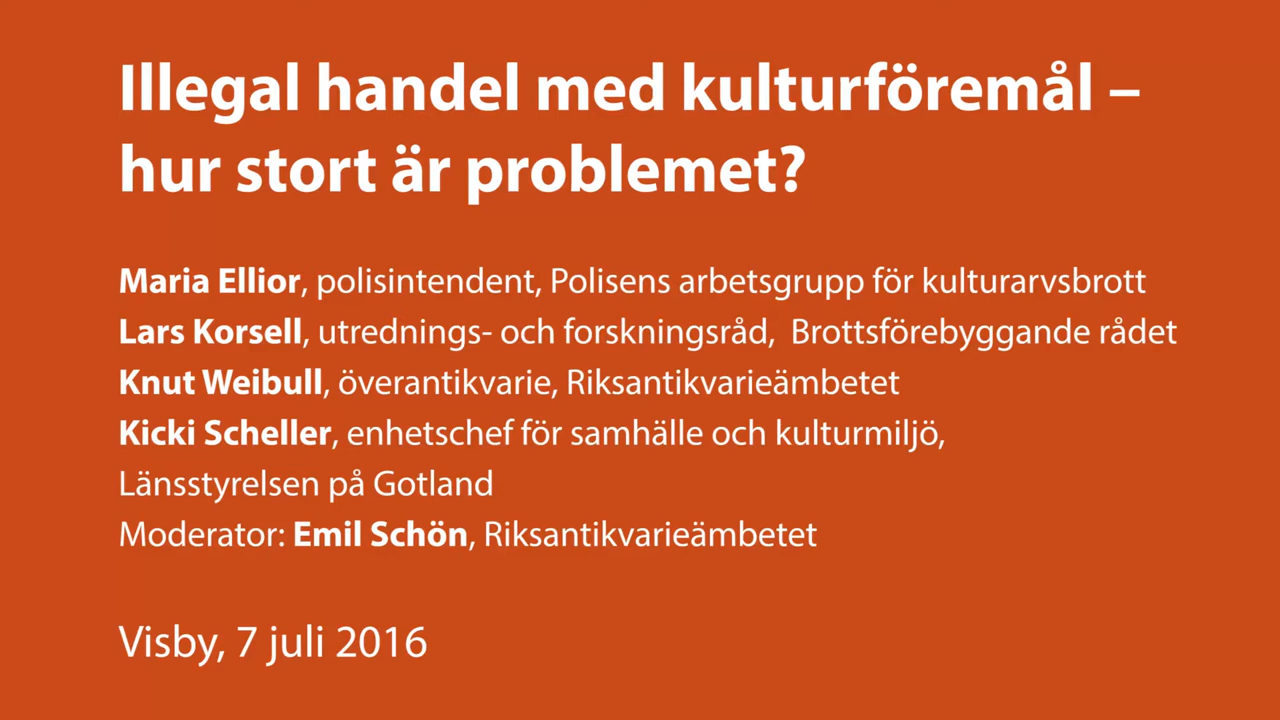 Illegal handel med kulturföremål –
hur stort är problemet?
Maria Ellior, polisintendent, Polisens arbetsgrupp för kulturarvsbrott
Lars Korsell, utrednings- och forskningsråd, Brottsförebyggande rådet
Knut Weibull, överantikvarie, Riksantikvarieämbetet
Kicki Scheller, enhetschef för samhälle och kulturmiljö,
Länsstyrelsen på Gotland
Moderator: Emil Schön, Riksantikvarieämbetet
Visby, 7 juli 2016